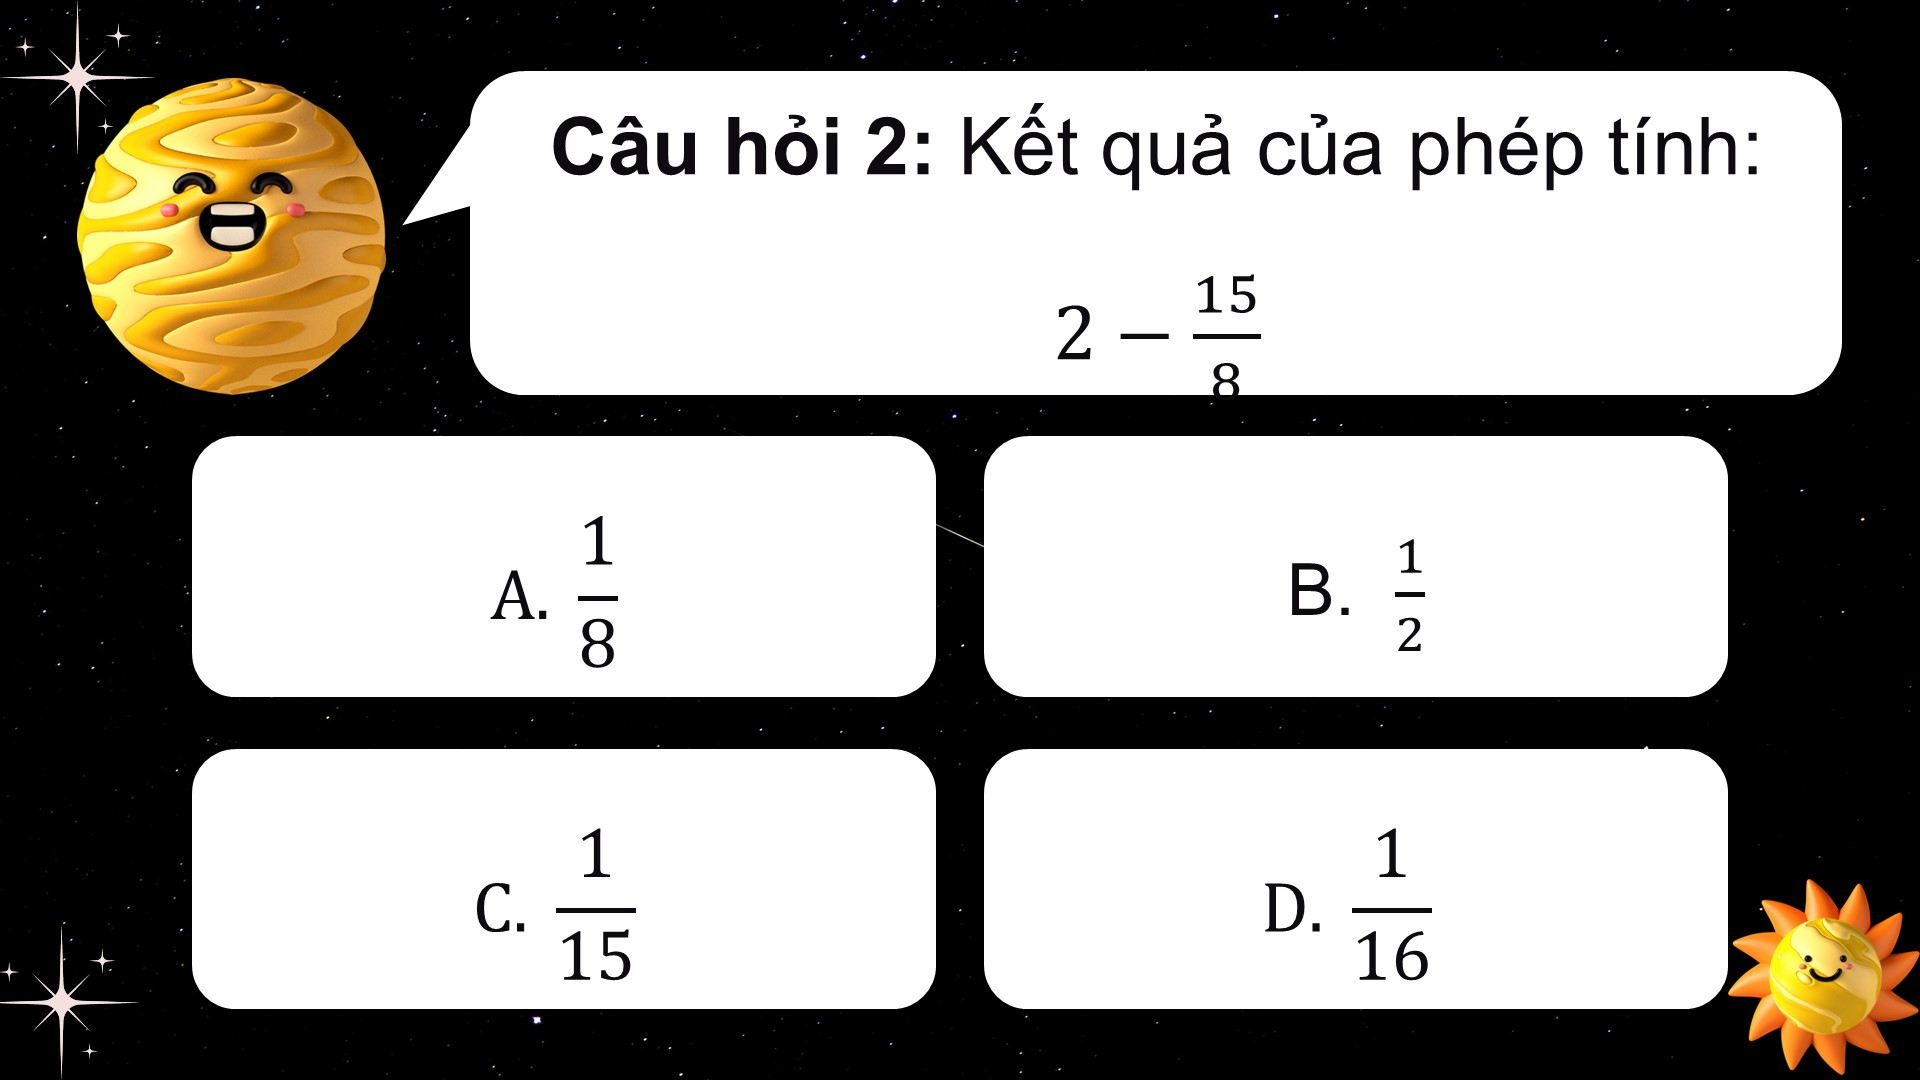 Câu hỏi 2: Kết quả của phép tính:
2 − 15/8
A. 1/8
B. 1/2
C. 1/15
D. 1/16